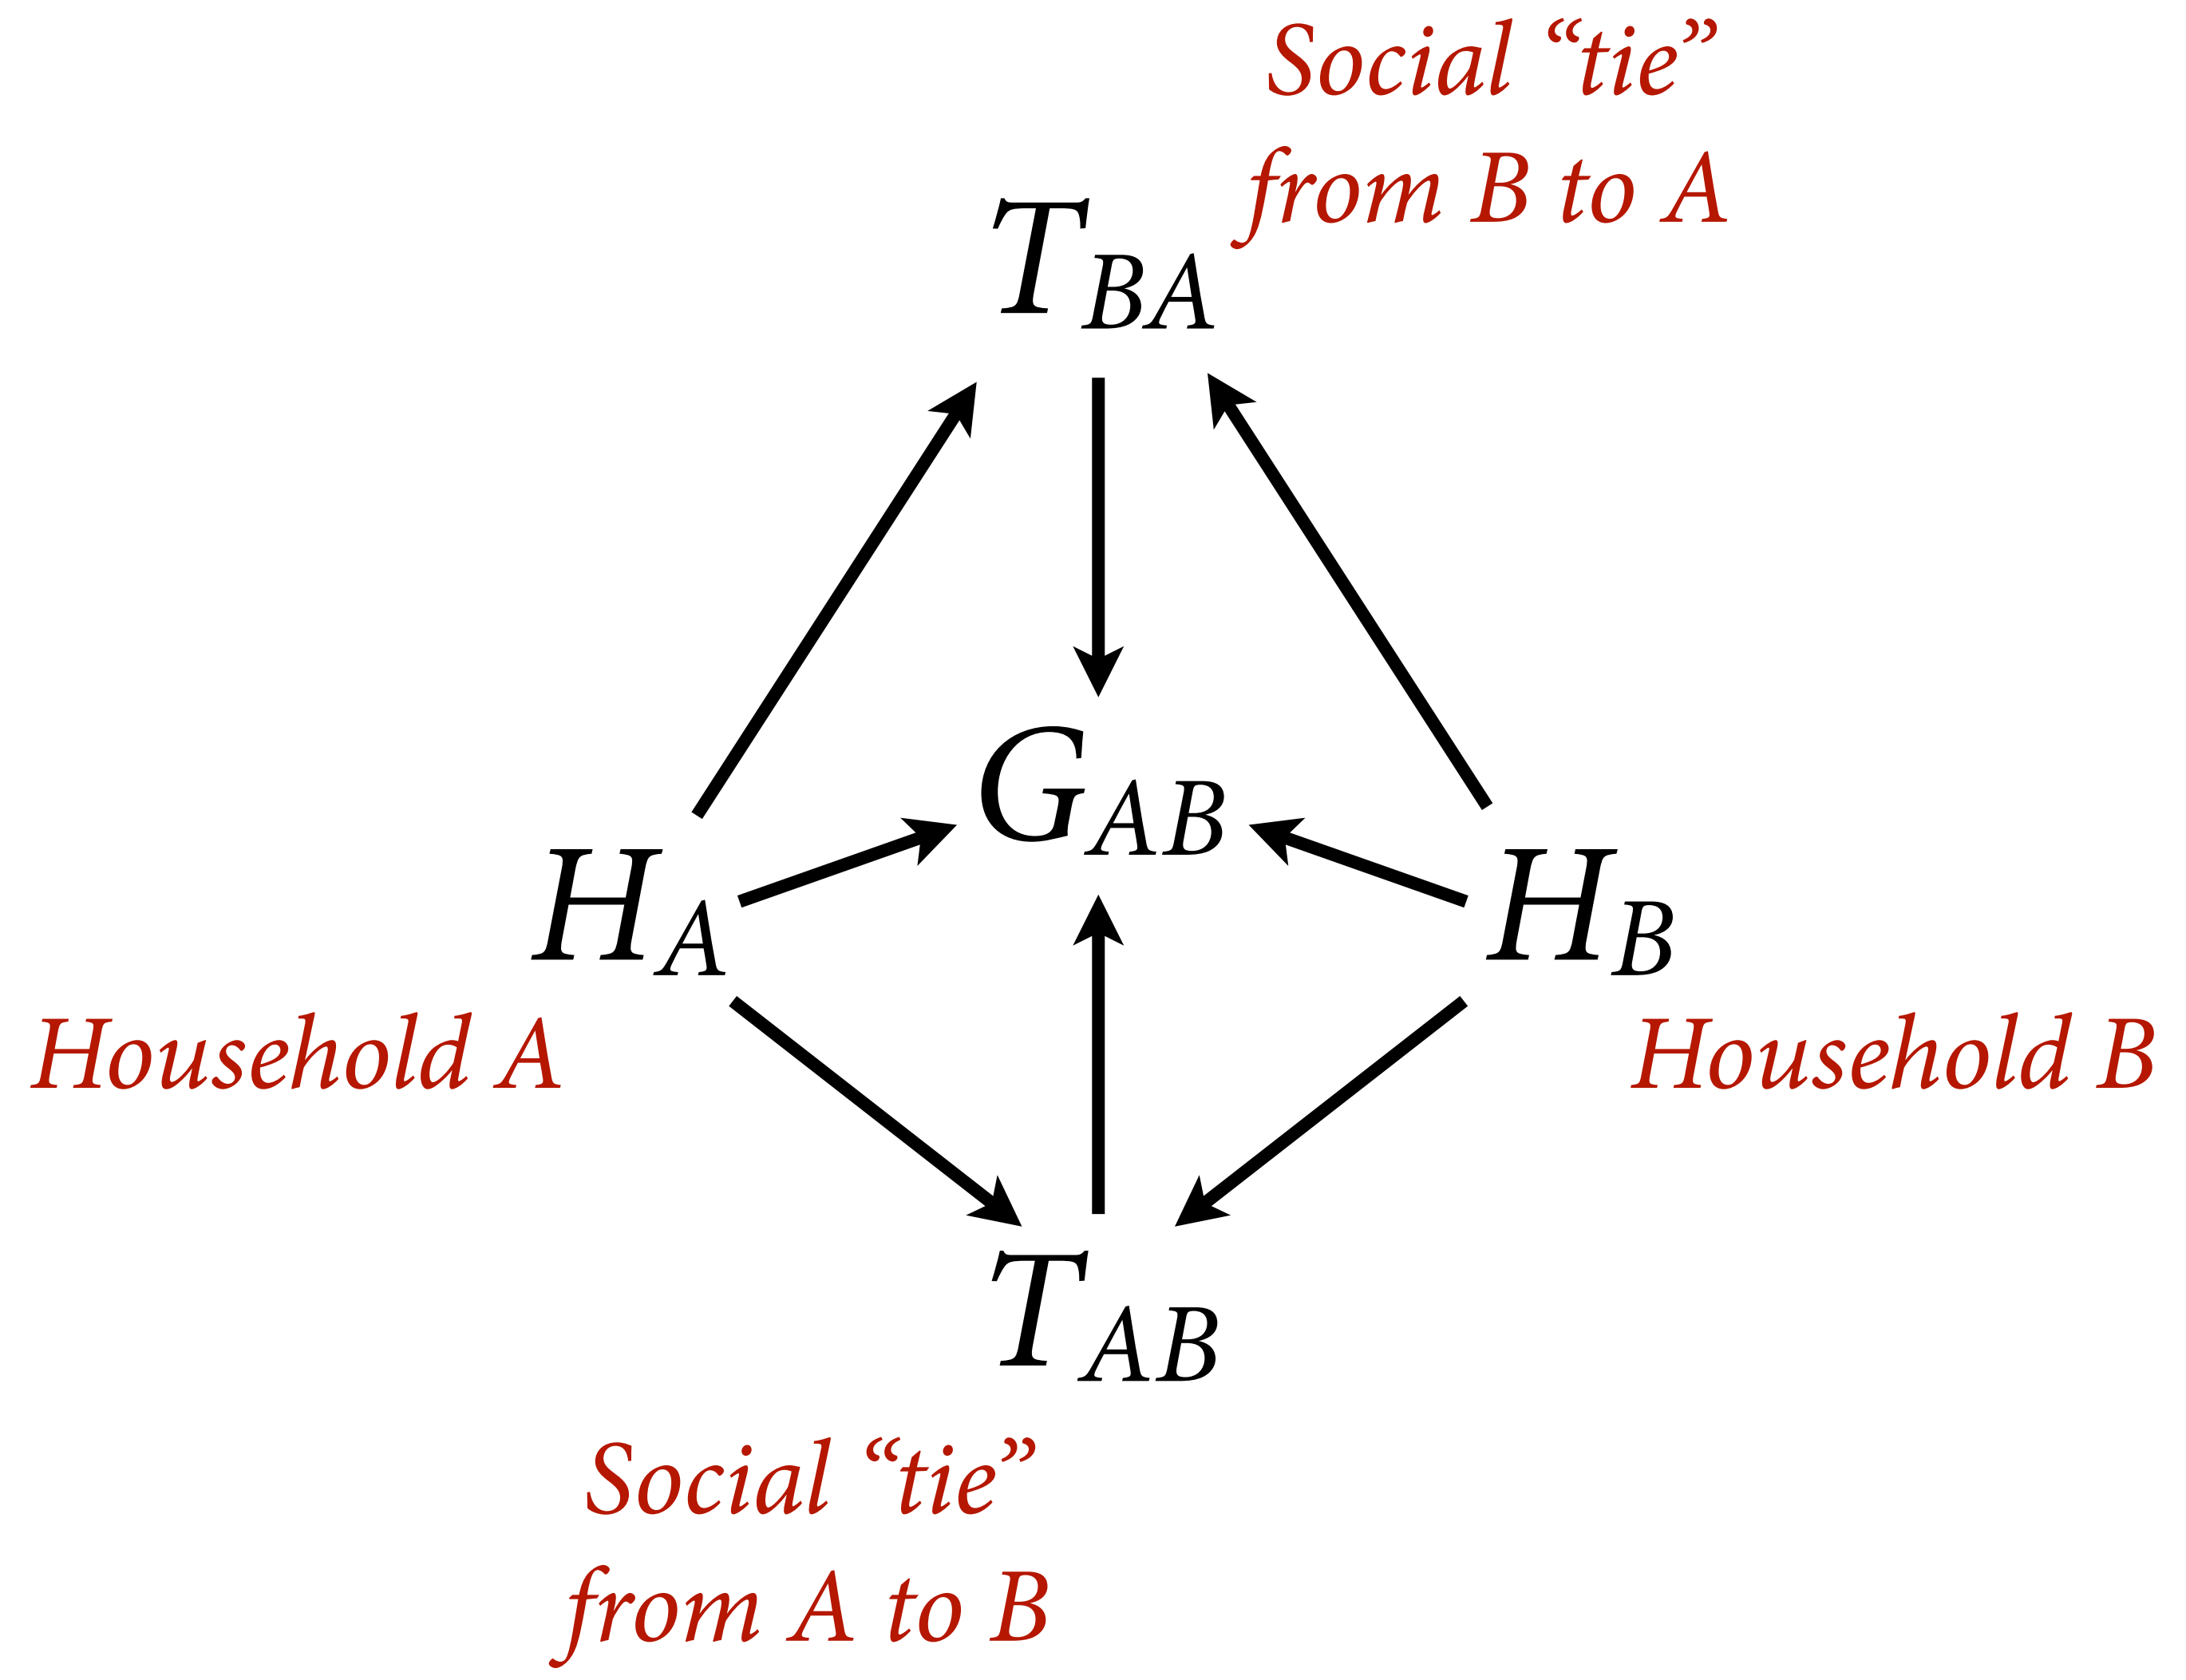 Social “tie”
from B to A
T_BA
G_AB
H_A
H_B
Household A
Household B
T_AB
Social “tie”
from A to B